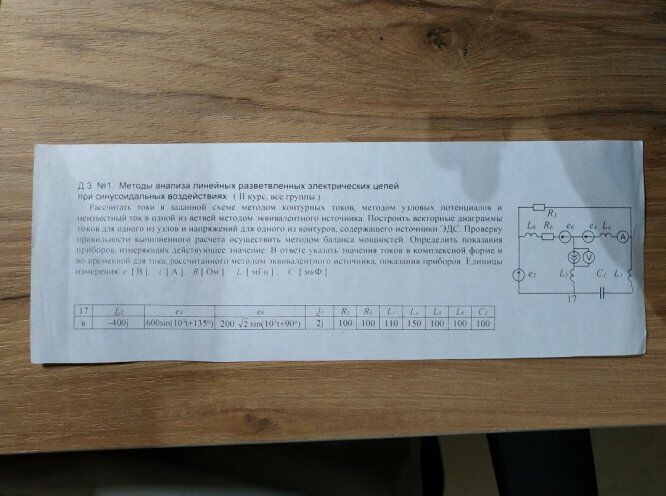 Д.З. №1. Методы анализа линейных разветвленных электрических цепей
при синусоидальных воздействиях. ( II курс, все группы )
Рассчитать токи в заданной схеме методом контурных токов, методом узловых потенциалов и
неизвестный ток в одной из ветвей методом эквивалентного источника. Построить векторные диаграммы
токов для одного из узлов и напряжений для одного из контуров, содержащего источники ЭДС. Проверку
правильности выполненного расчета осуществить методом баланса мощностей. Определить показания
приборов, измеряющих действующее значение. В ответе указать значения токов в комплексной форме и
во временной для тока, рассчитанного методом эквивалентного источника, показания приборов. Единицы
измерения: e [ В ], i [ А ], R [ Ом ], L [ мГн ], C [ мкФ ].
R₁
L₆ R₆ e₆ e₄ L₄ A
V
e₂ L₅ C₁ L₁
17
17 E₂ e₄ e₆ J₅ R₁ R₆ L₁ L₄ L₅ L₆ C₁
в -400j 600sin(10³t+135º) 200 √2 sin(10³t+90º) 2j 100 100 110 150 100 100 100